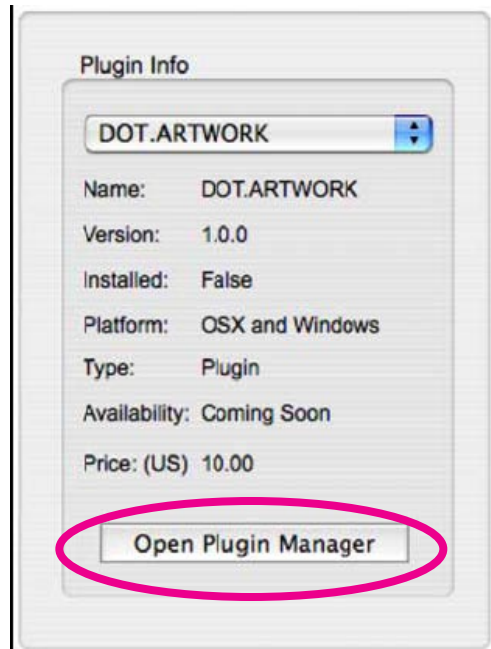 Plugin Info
DOT.ARTWORK
Name: DOT.ARTWORK
Version: 1.0.0
Installed: False
Platform: OSX and Windows
Type: Plugin
Availability: Coming Soon
Price: (US) 10.00
Open Plugin Manager